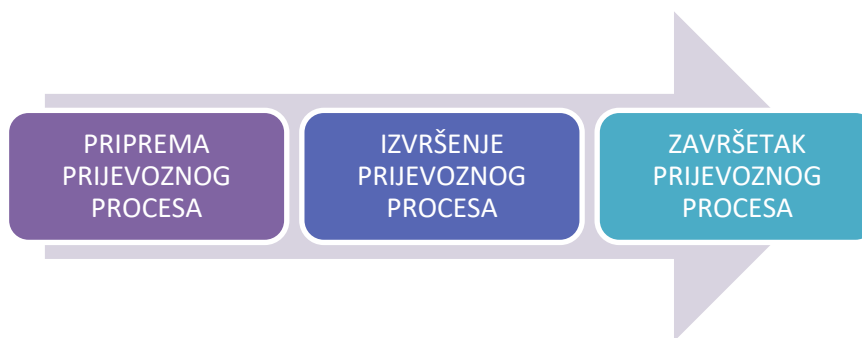 PRIPREMA
PRIJEVOZNOG
PROCESA
IZVRŠENJE
PRIJEVOZNOG
PROCESA
ZAVRŠETAK
PRIJEVOZNOG
PROCESA